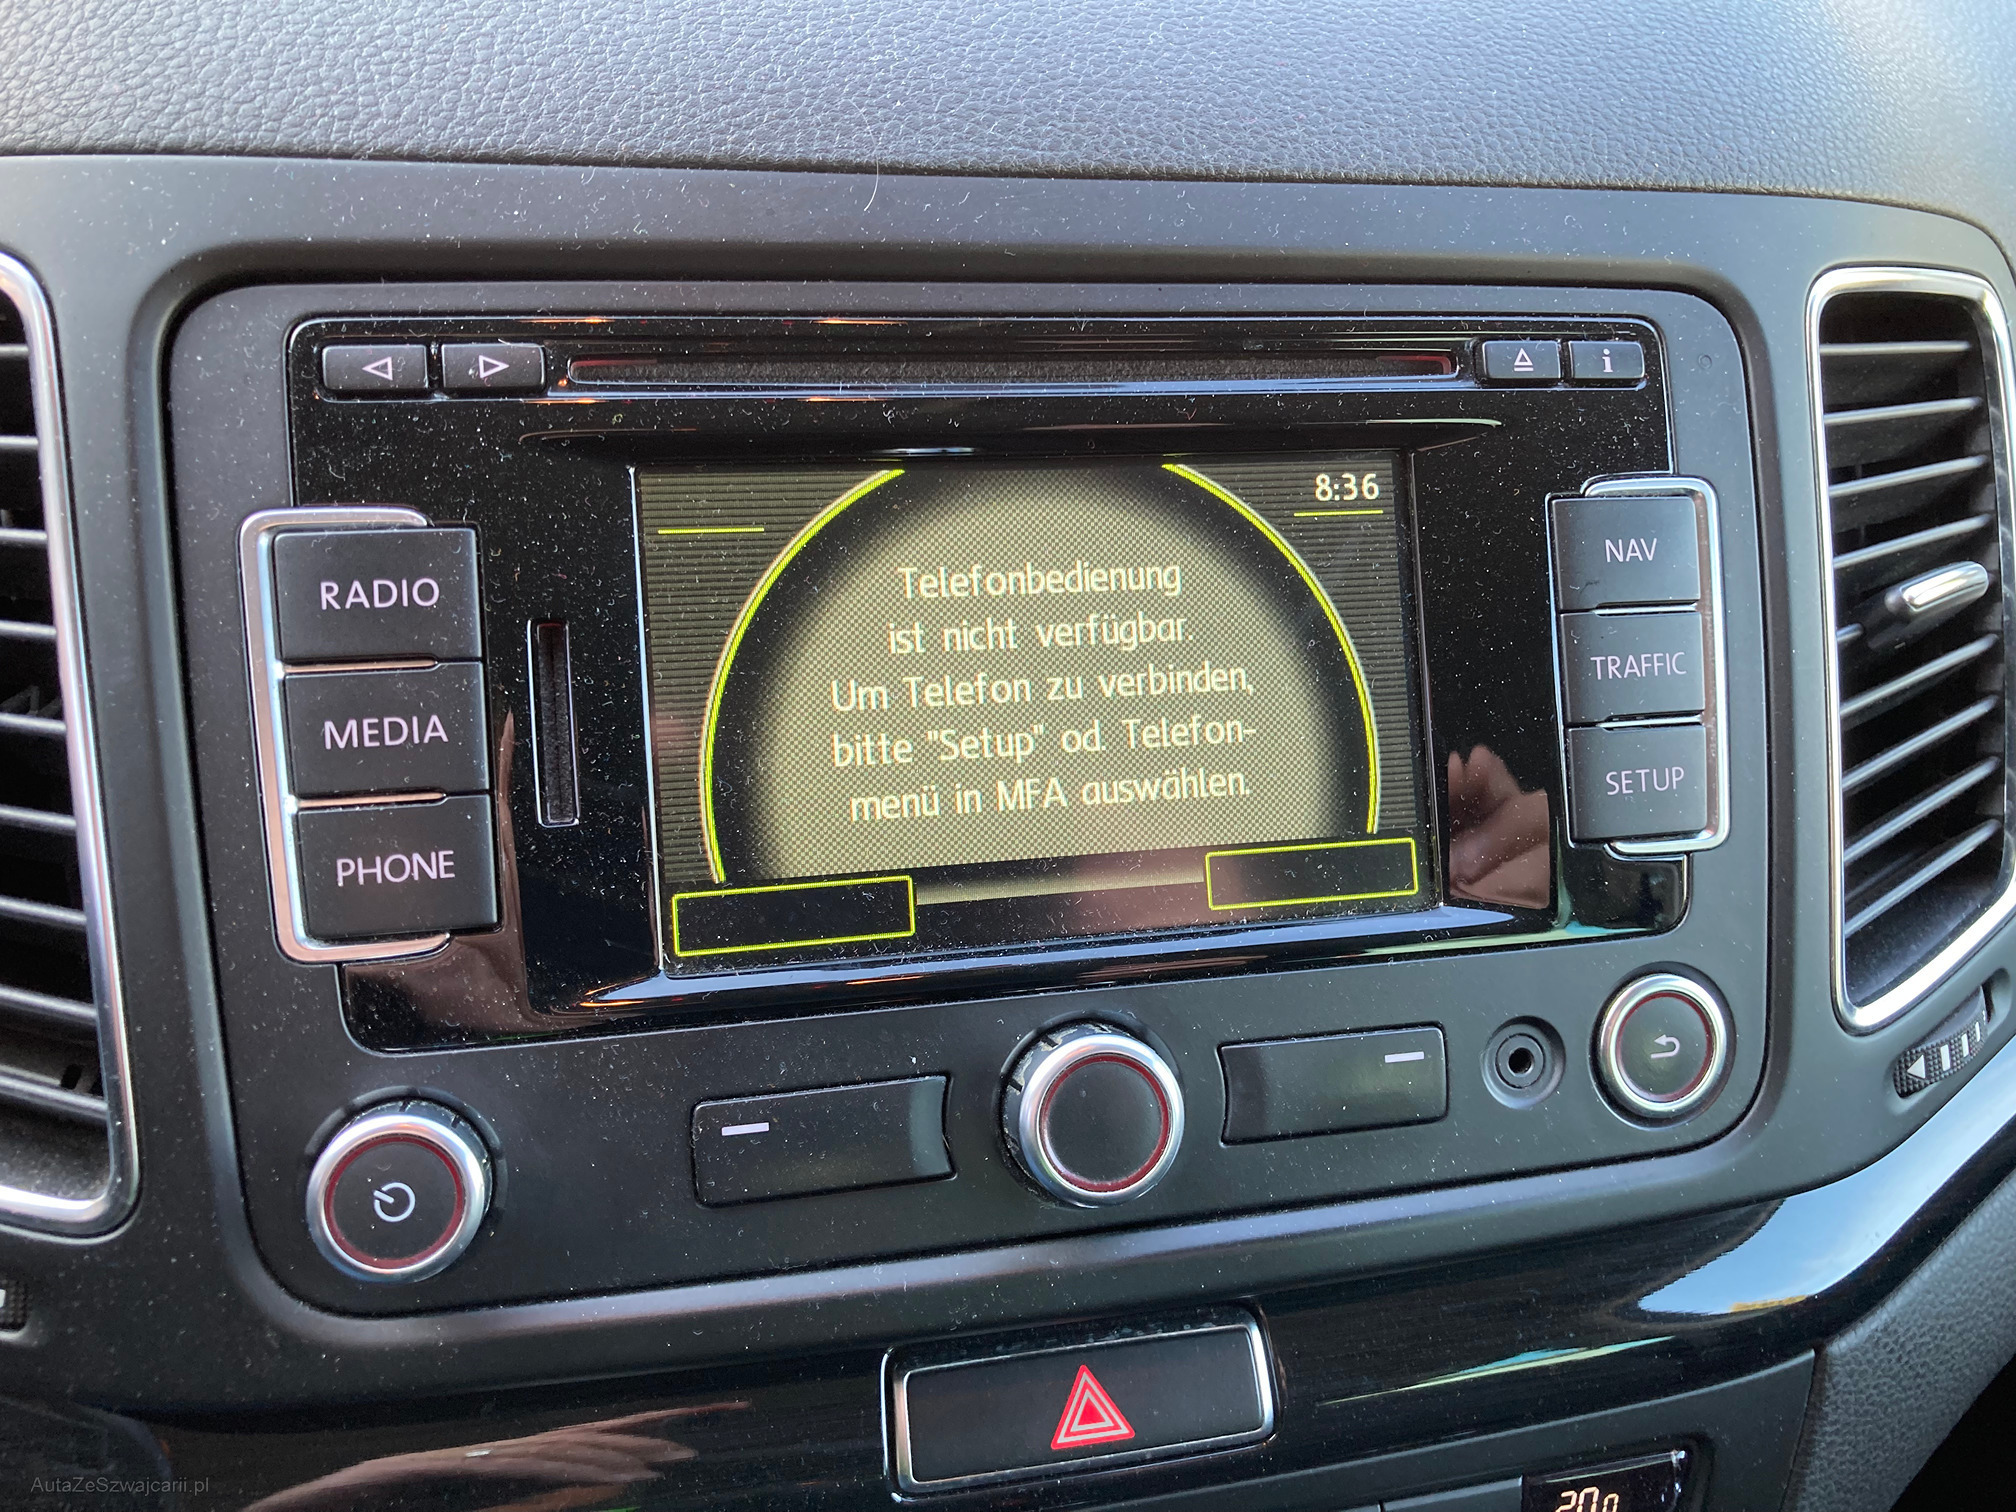 8:36
Telefonbedienung
ist nicht verfügbar.
Um Telefon zu verbinden,
bitte "Setup" od. Telefon-
menü in MFA auswählen.
RADIO
MEDIA
PHONE
i
NAV
TRAFFIC
SETUP
AutaZeSzwajcarii.pl